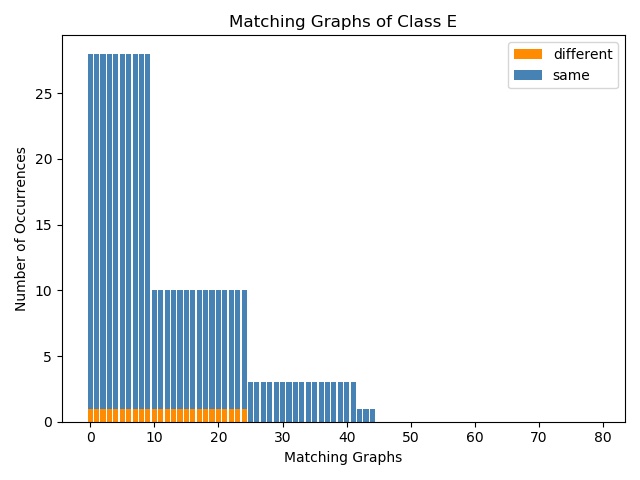 Matching Graphs of Class E
different
same
Number of Occurrences
25
20
15
10
5
0
0 10 20 30 40 50 60 70 80
Matching Graphs